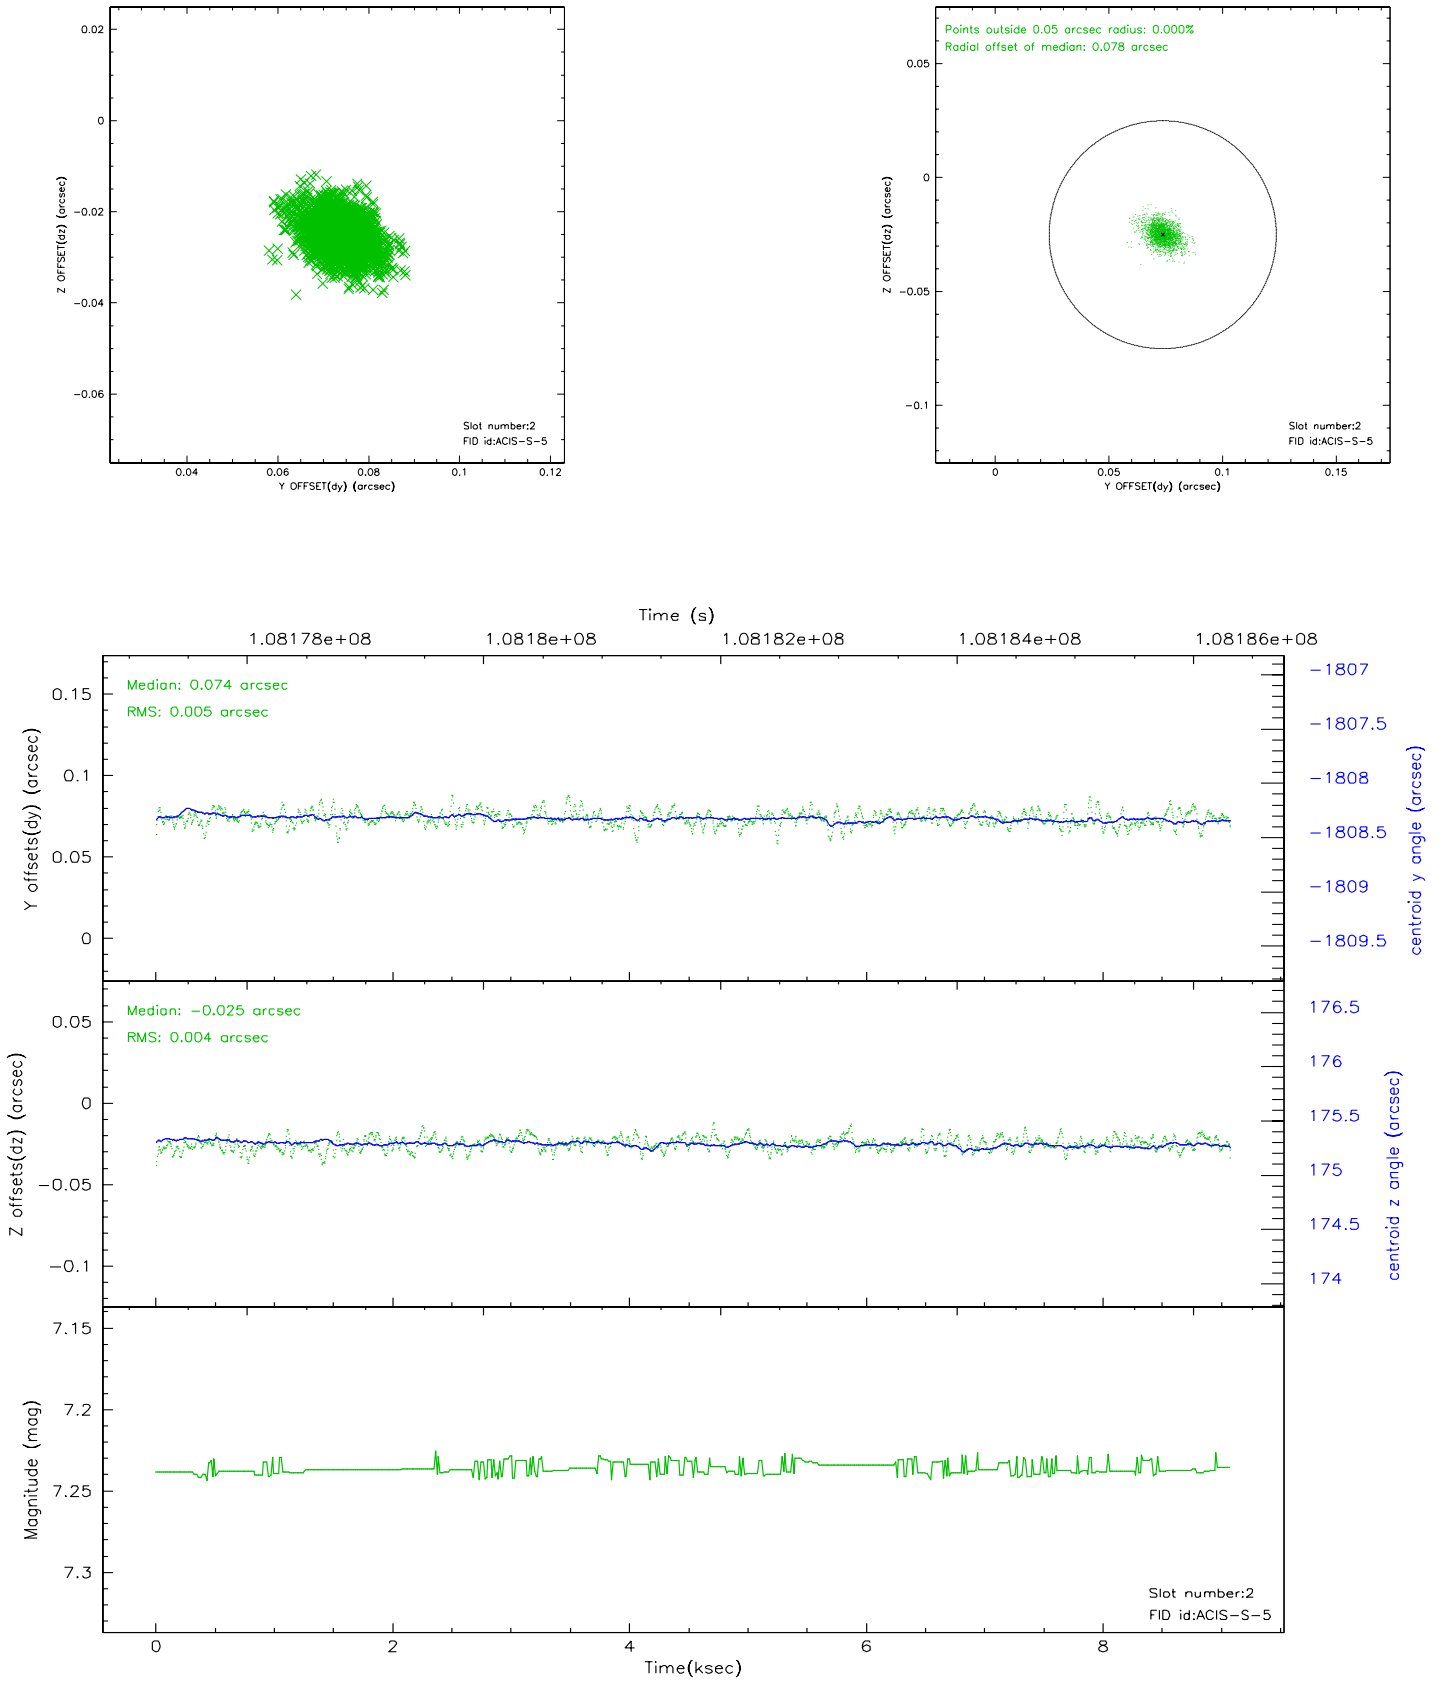 0.02
0
−0.02
−0.04
−0.06
Z OFFSET(dz) (arcsec)
Slot number:2
FID id:ACIS−S−5
0.04 0.06 0.08 0.1 0.12
Y OFFSET(dy) (arcsec)
Points outside 0.05 arcsec radius: 0.000%
Radial offset of median: 0.078 arcsec
0.05
0
−0.05
−0.1
Z OFFSET(dz) (arcsec)
Slot number:2
FID id:ACIS−S−5
0 0.05 0.1 0.15
Y OFFSET(dy) (arcsec)
Time (s)
1.08178e+08 1.0818e+08 1.08182e+08 1.08184e+08 1.08186e+08
Median: 0.074 arcsec
RMS: 0.005 arcsec
0.15
0.1
0.05
0
Y offsets(dy) (arcsec)
−1807
−1807.5
−1808
−1808.5
−1809
−1809.5
centroid y angle (arcsec)
Median: −0.025 arcsec
RMS: 0.004 arcsec
0.05
0
−0.05
−0.1
Z offsets(dz) (arcsec)
176.5
176
175.5
175
174.5
174
centroid z angle (arcsec)
7.15
7.2
7.25
7.3
Magnitude (mag)
Slot number:2
FID id:ACIS−S−5
0 2 4 6 8
Time(ksec)